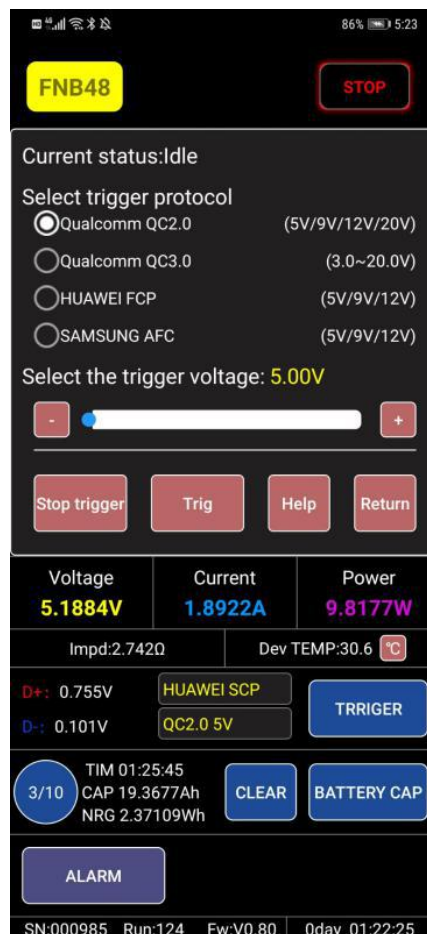 86% 5:23
FNB48
STOP
Current status:Idle
Select trigger protocol
Qualcomm QC2.0 (5V/9V/12V/20V)
Qualcomm QC3.0 (3.0~20.0V)
HUAWEI FCP (5V/9V/12V)
SAMSUNG AFC (5V/9V/12V)
Select the trigger voltage: 5.00V
- +
Stop trigger Trig Help Return
Voltage Current Power
5.1884V 1.8922A 9.8177W
Impd:2.742Ω Dev TEMP:30.6 ℃
D+: 0.755V HUAWEI SCP
TRRIGER
D-: 0.101V QC2.0 5V
TIM 01:25:45
3/10 CAP 19.3677Ah CLEAR BATTERY CAP
NRG 2.37109Wh
ALARM
SN:000985 Run:124 Fw:V0.80 0day 01:22:25